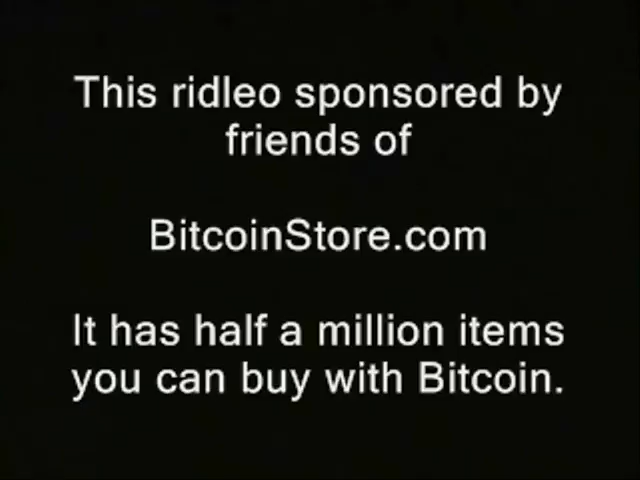 This ridleo sponsored by
friends of
BitcoinStore.com
It has half a million items
you can buy with Bitcoin.